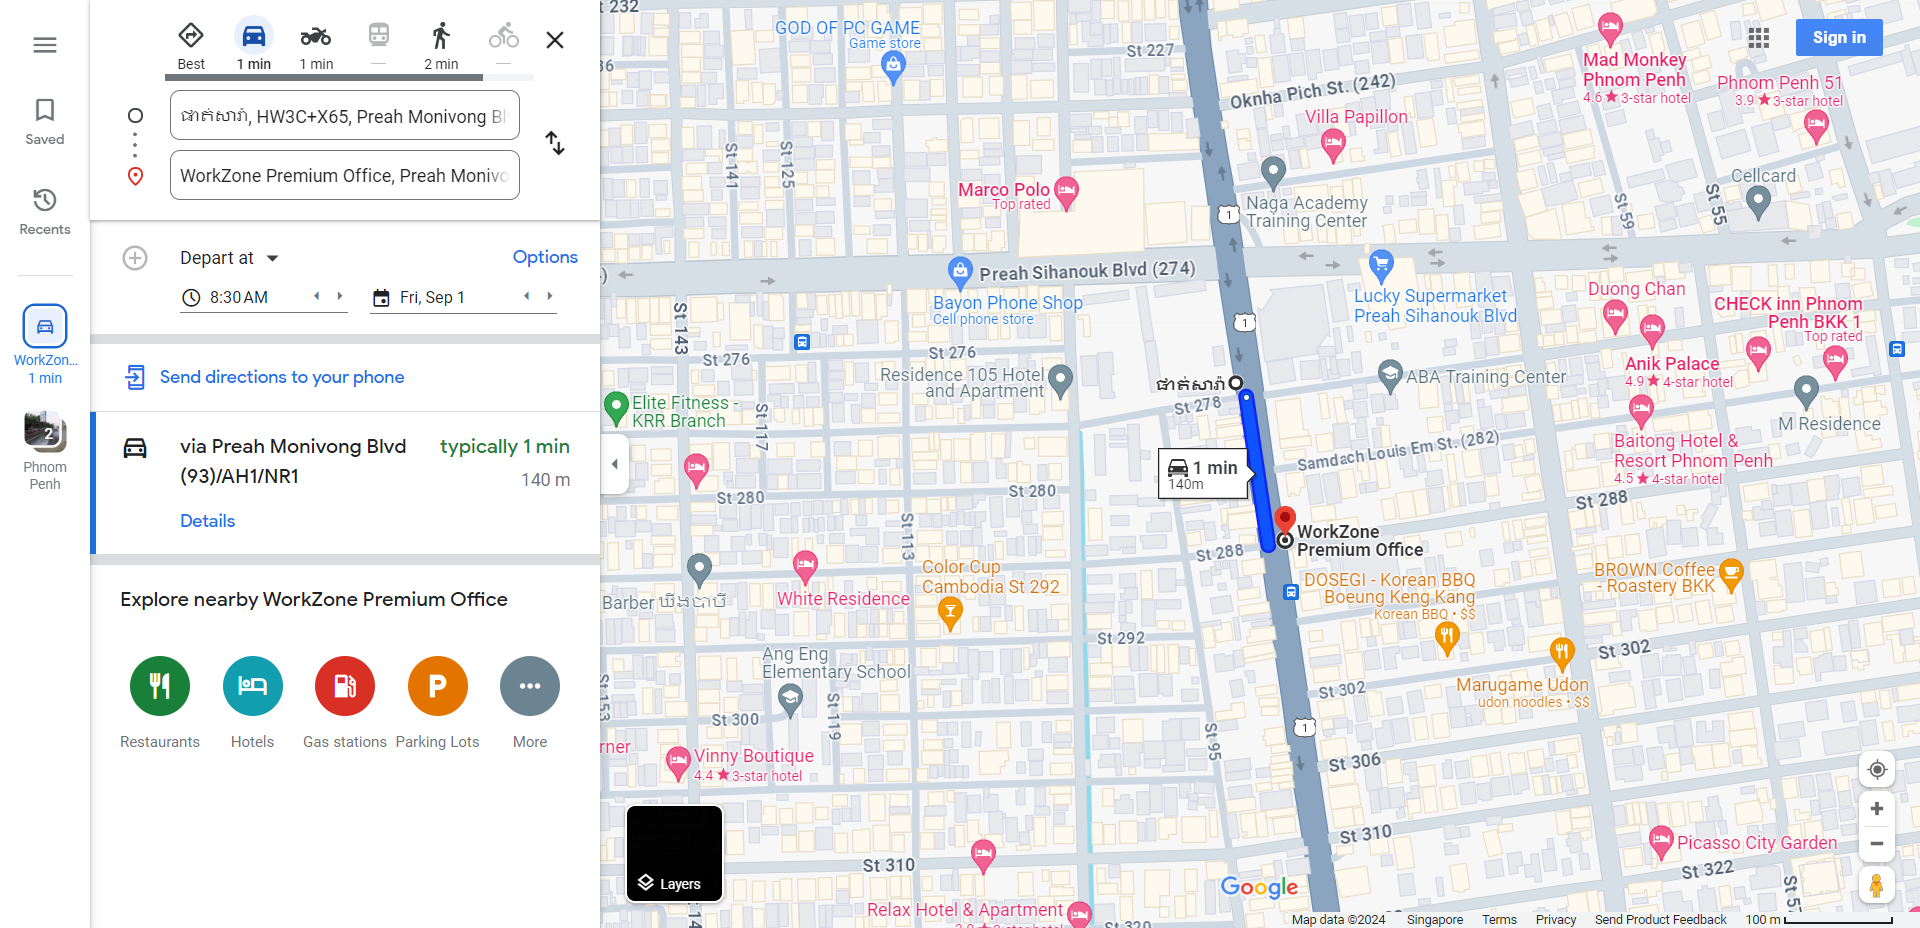 Saved
Recents
WorkZon...
1 min
2
Phnom
Penh
Best
1 min
1 min
—
2 min
—
ផាត់សារ៉ា, HW3C+X65, Preah Monivong Bl
WorkZone Premium Office, Preah Monivo
Depart at
Options
8:30 AM
Fri, Sep 1
Send directions to your phone
via Preah Monivong Blvd
(93)/AH1/NR1
typically 1 min
140 m
Details
Explore nearby WorkZone Premium Office
Restaurants
Hotels
Gas stations
Parking Lots
More
Layers
t 232
GOD OF PC GAME
Game store
St 227
36
Oknha Pich St. (242)
Mad Monkey
Phnom Penh
4.6 ★ 3-star hotel
Phnom Penh 51
3.9 ★ 3-star hotel
Sign in
Villa Papillon
St 141
St 125
Marco Polo
Top rated
Naga Academy
Training Center
1
Cellcard
St 59
St 55
Preah Sihanouk Blvd (274)
Bayon Phone Shop
Cell phone store
Lucky Supermarket
Preah Sihanouk Blvd
Duong Chan
CHECK inn Phnom
Penh BKK 1
Top rated
1
St 143
St 276
St 276
Residence 105 Hotel
and Apartment
ផាត់សារ៉ា
St 278
ABA Training Center
Anik Palace
4.9 ★ 4-star hotel
M Residence
Elite Fitness -
KRR Branch
St 117
Samdach Louis Em St. (282)
Baitong Hotel &
Resort Phnom Penh
4.5 ★ 4-star hotel
1 min
140m
St 280
St 280
St 288
St 113
WorkZone
Premium Office
St 288
Color Cup
Cambodia St 292
DOSEGI - Korean BBQ
Boeung Keng Kang
Korean BBQ • $$
BROWN Coffee
- Roastery BKK
Barber ឃីងបាបី
White Residence
St 292
St 302
Ang Eng
Elementary School
St 302
Marugame Udon
udon noodles • $$
St 153
St 119
St 300
St 95
1
rner
Vinny Boutique
4.4 ★ 3-star hotel
St 306
St 310
St 310
Picasso City Garden
St 322
St 57
Google
Relax Hotel & Apartment
St 320
Map data ©2024
Singapore
Terms
Privacy
Send Product Feedback
100 m